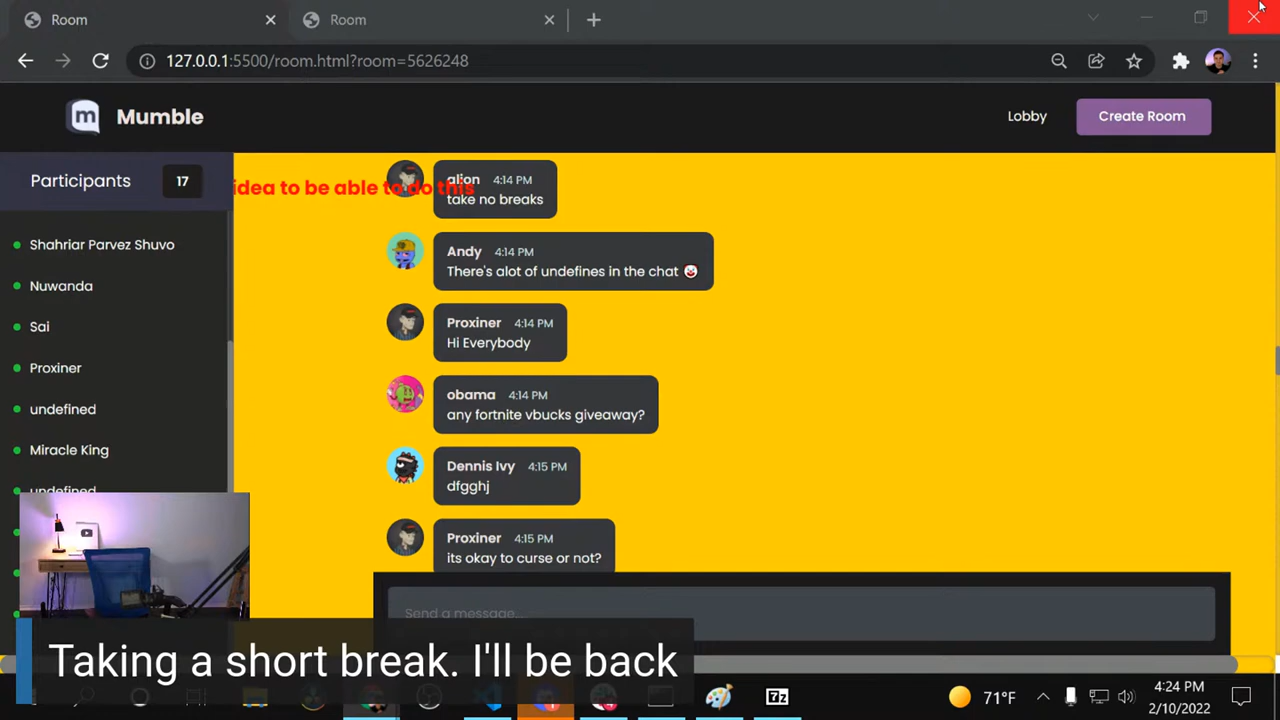 Room
Room
127.0.0.1:5500/room.html?room=5626248
m
Mumble
Lobby
Create Room
Participants
17
idea to be able to do this
Shahriar Parvez Shuvo
Nuwanda
Sai
Proxiner
undefined
Miracle King
undefined
alion 4:14 PM
take no breaks
Andy 4:14 PM
There's alot of undefines in the chat 🤡
Proxiner 4:14 PM
Hi Everybody
obama 4:14 PM
any fortnite vbucks giveaway?
Dennis Ivy 4:15 PM
dfgghj
Proxiner 4:15 PM
its okay to curse or not?
Send a message...
Taking a short break. I'll be back
7z
71°F
4:24 PM
2/10/2022